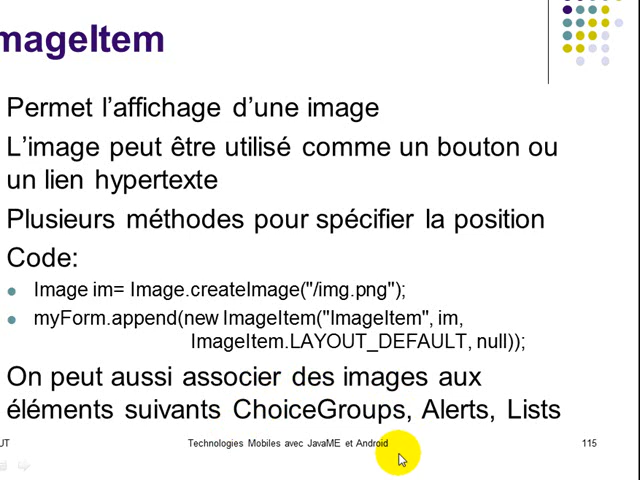 mageItem
Permet l'affichage d'une image
L'image peut être utilisé comme un bouton ou
un lien hypertexte
Plusieurs méthodes pour spécifier la position
Code:
Image im= Image.createImage("/img.png");
myForm.append(new ImageItem("ImageItem", im,
ImageItem.LAYOUT_DEFAULT, null));
On peut aussi associer des images aux
éléments suivants ChoiceGroups, Alerts, Lists
UT Technologies Mobiles avec JavaME et Android 115